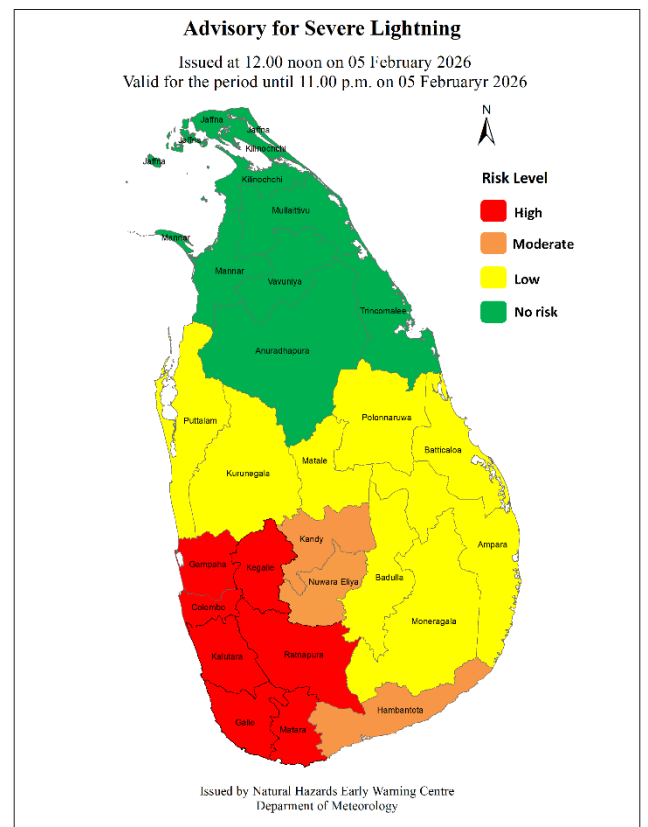 Advisory for Severe Lightning
Issued at 12.00 noon on 05 February 2026
Valid for the period until 11.00 p.m. on 05 Februaryr 2026
N
Risk Level
High
Moderate
Low
No risk
Jaffna
Jaffna
Jaffna
Kilinochchi
Jaffna
Kilinochchi
Mullaittivu
Mannar
Mannar
Vavuniya
Trincomalee
Anuradhapura
Puttalam
Polonnaruwa
Kurunegala
Matale
Batticaloa
Kandy
Ampara
Gampaha
Kegalle
Nuwara Eliya
Badulla
Colombo
Moneragala
Kalutara
Ratnapura
Hambantota
Galle
Matara
Issued by Natural Hazards Early Warning Centre
Deparment of Meteorology